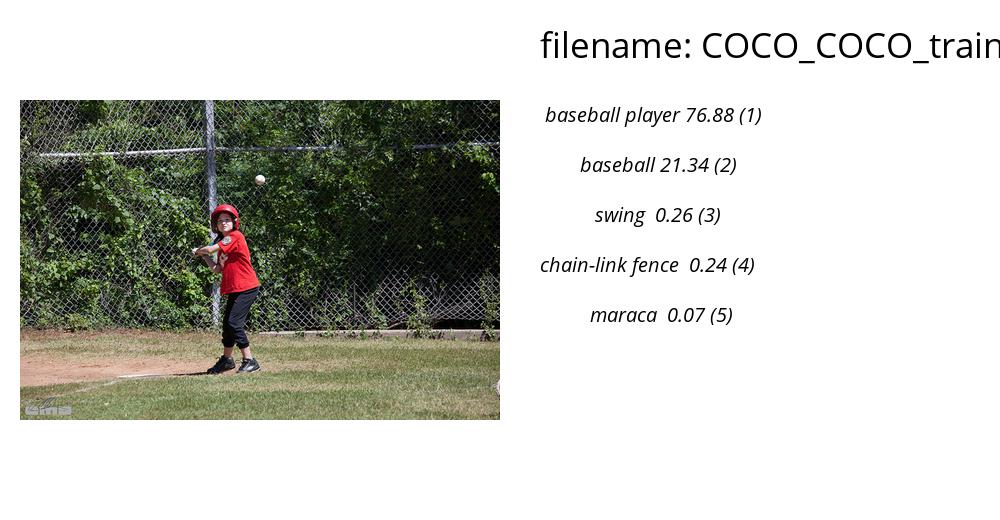 filename: COCO_COCO_train
baseball player 76.88 (1)
baseball 21.34 (2)
swing 0.26 (3)
chain-link fence 0.24 (4)
maraca 0.07 (5)